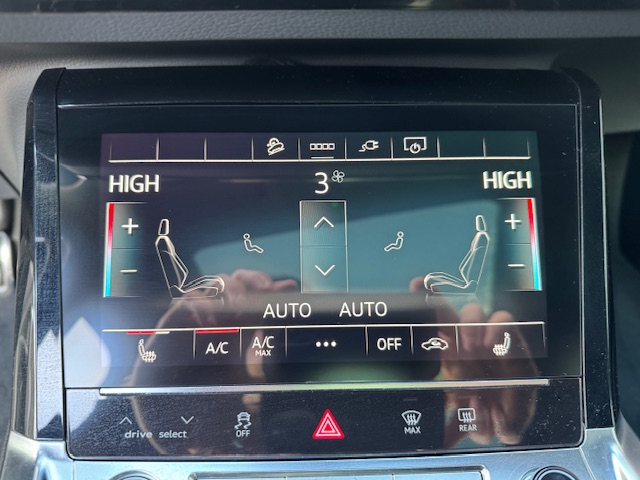 HIGH 3 HIGH
+ +
− −
AUTO AUTO
A/C A/C MAX ••• OFF
drive select OFF MAX REAR